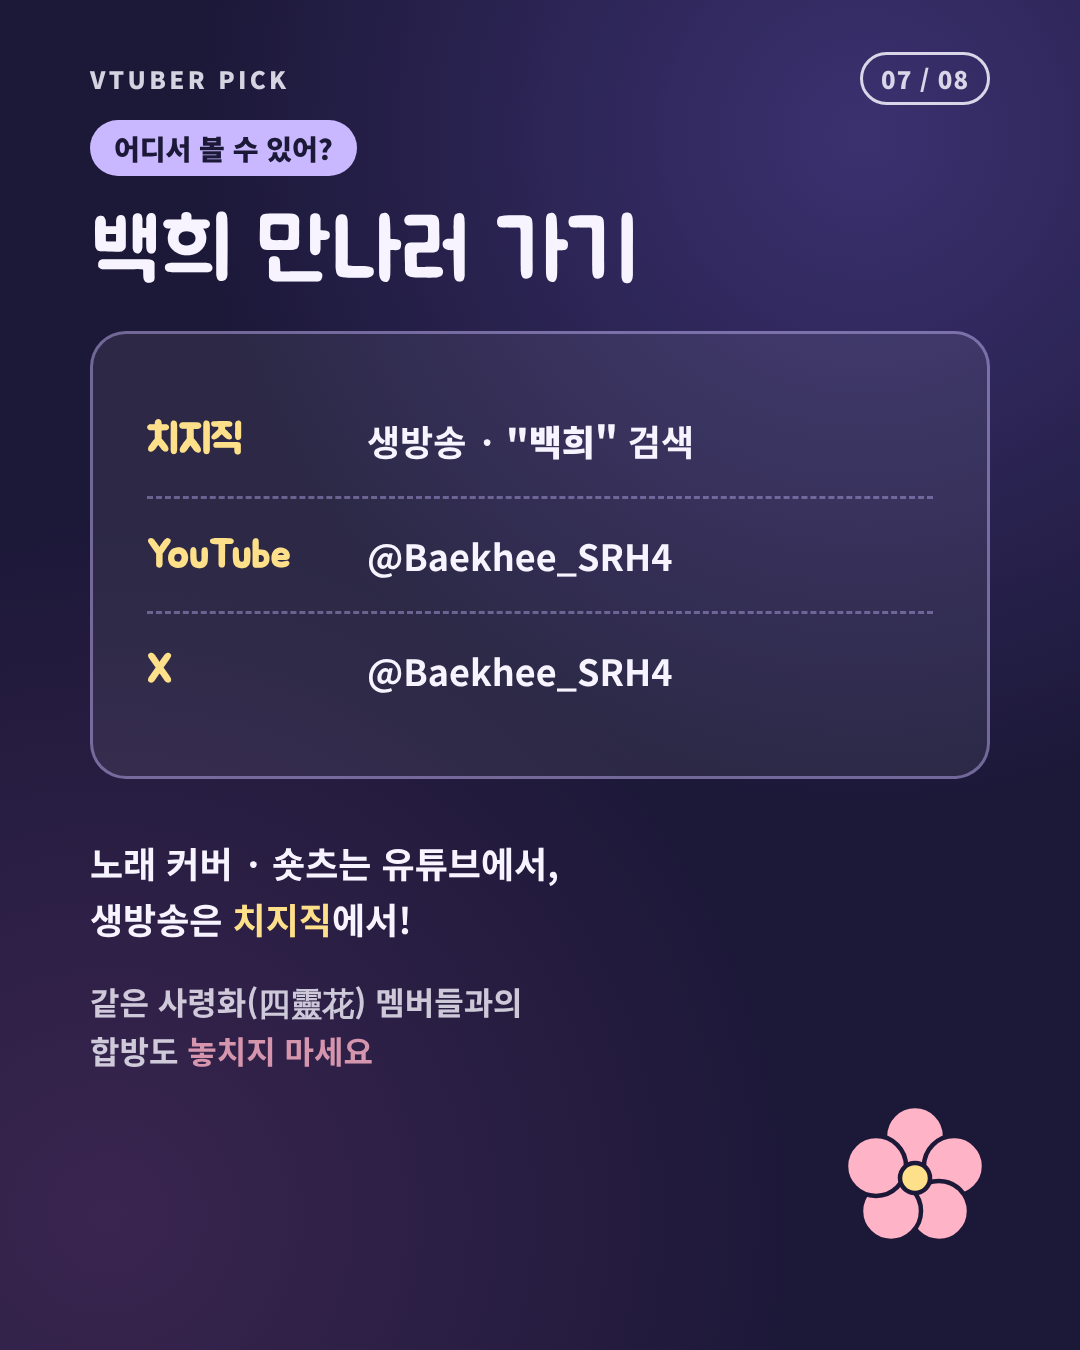 VTUBER PICK
07 / 08
어디서 볼 수 있어?
백희 만나러 가기
치지직 생방송 · "백희" 검색
YouTube @Baekhee_SRH4
X @Baekhee_SRH4
노래 커버 · 숏츠는 유튜브에서,
생방송은 치지직에서!
같은 사령화(四靈花) 멤버들과의
합방도 놓치지 마세요